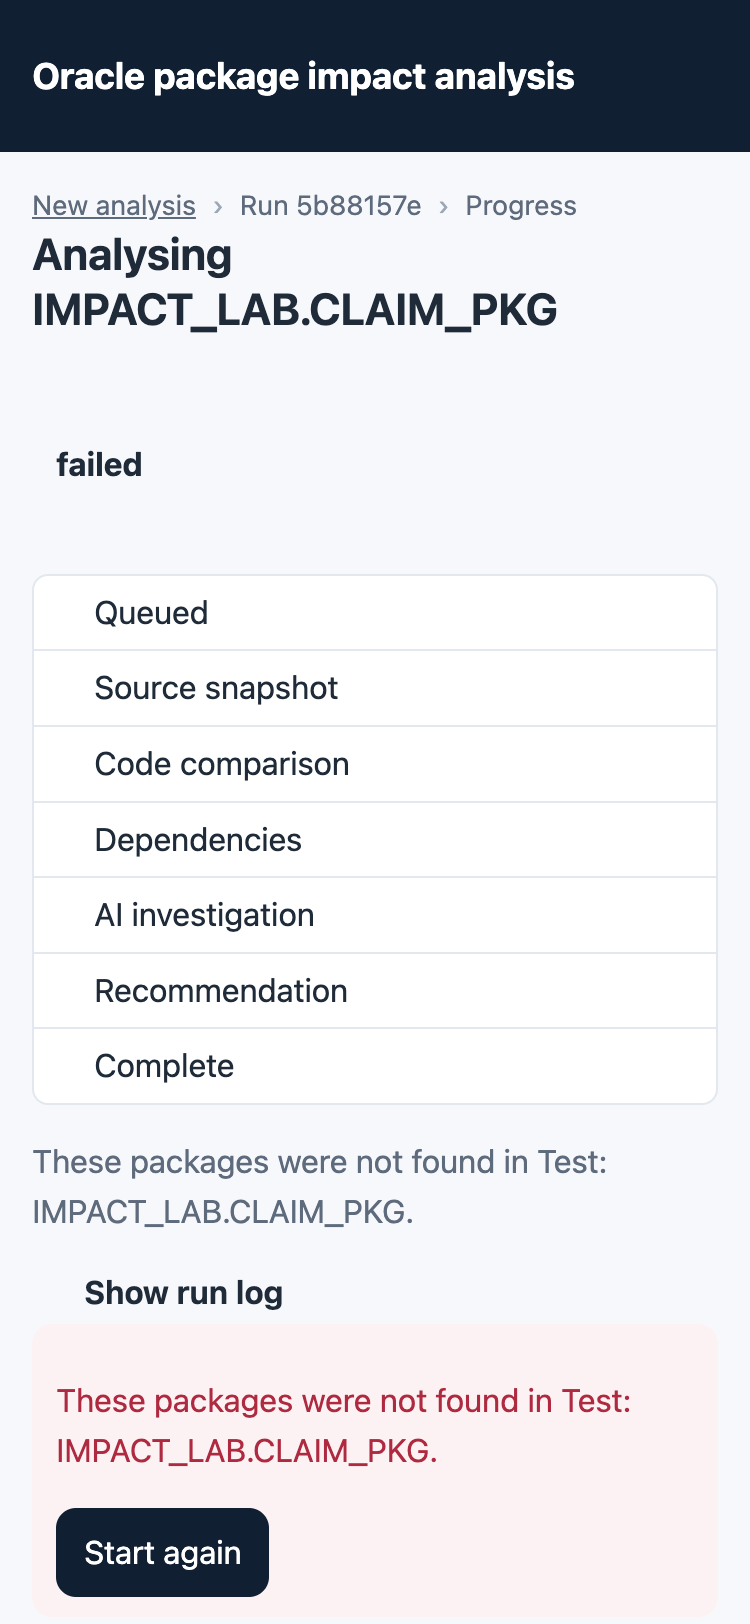 Oracle package impact analysis
New analysis › Run 5b88157e › Progress
Analysing
IMPACT_LAB.CLAIM_PKG
failed
Queued
Source snapshot
Code comparison
Dependencies
AI investigation
Recommendation
Complete
These packages were not found in Test:
IMPACT_LAB.CLAIM_PKG.
Show run log
These packages were not found in Test:
IMPACT_LAB.CLAIM_PKG.
Start again